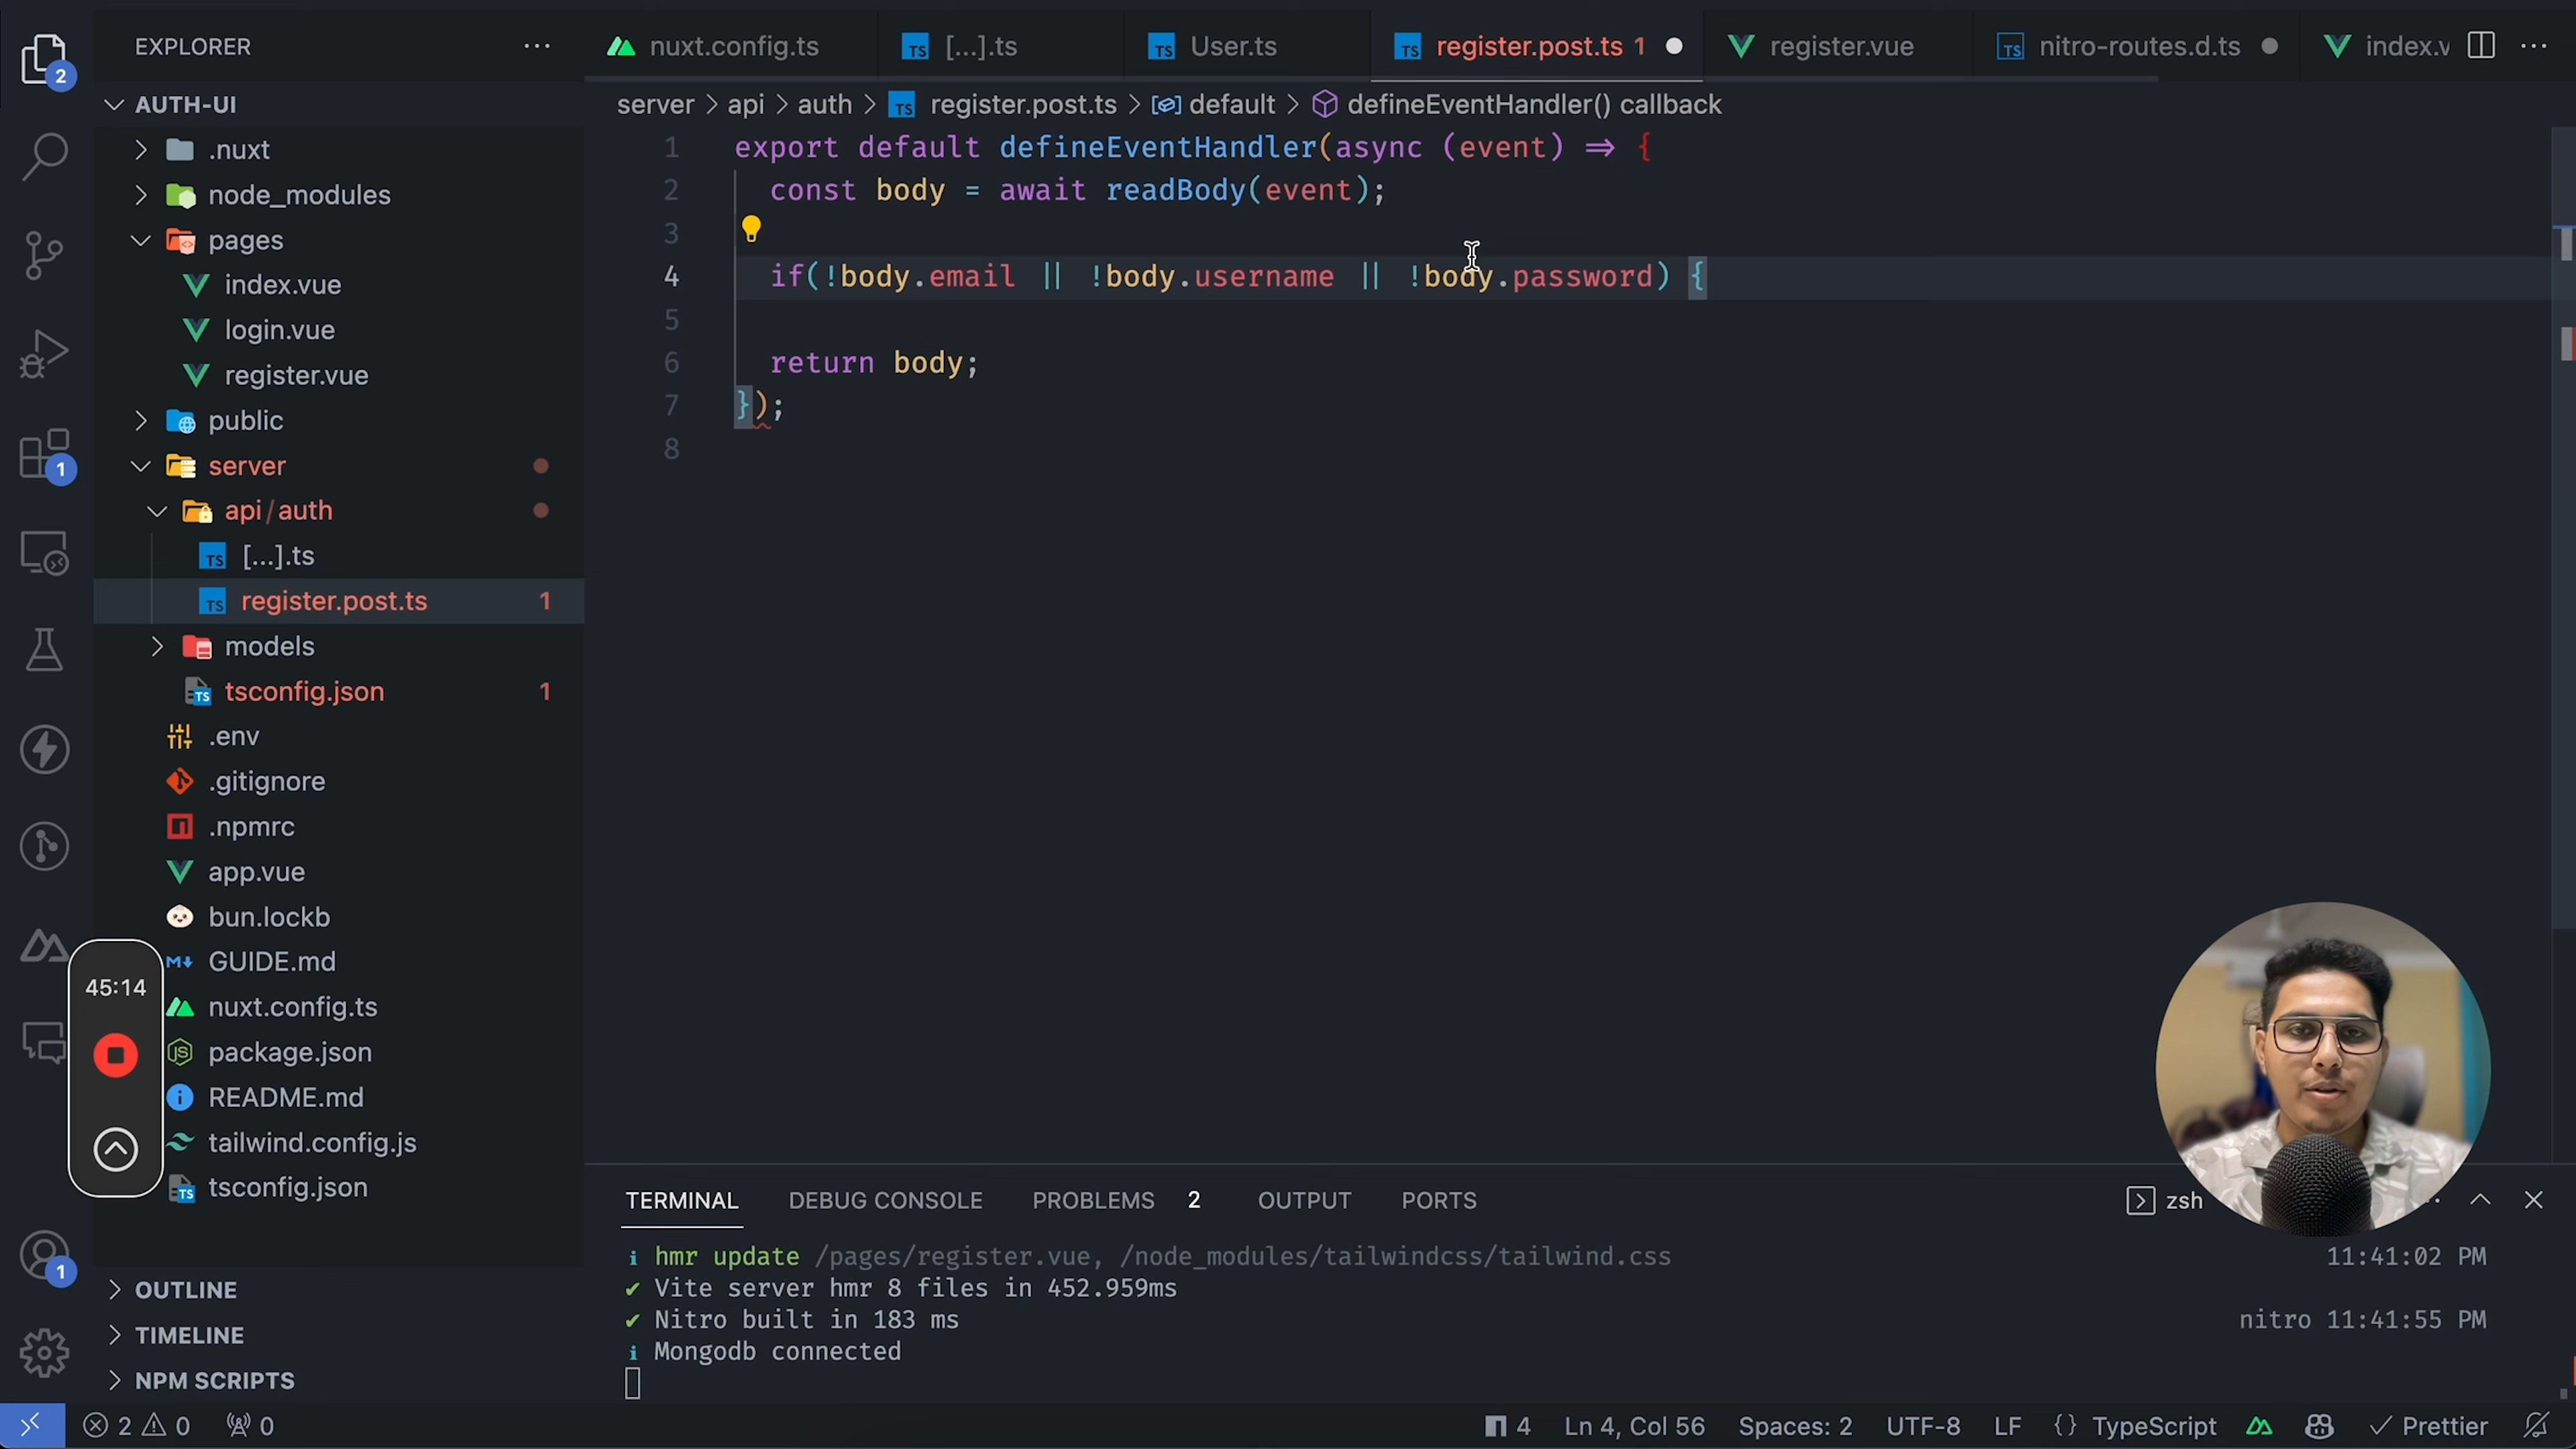 EXPLORER
nuxt.config.ts
[...].ts
User.ts
register.post.ts 1
register.vue
nitro-routes.d.ts
index.v
2
AUTH-UI
server > api > auth > register.post.ts > default > defineEventHandler() callback
.nuxt
node_modules
pages
index.vue
login.vue
register.vue
public
server
api/auth
[...].ts
register.post.ts 1
models
tsconfig.json 1
.env
.gitignore
.npmrc
app.vue
bun.lockb
GUIDE.md
nuxt.config.ts
package.json
README.md
tailwind.config.js
tsconfig.json
1
45:14
1
OUTLINE
TIMELINE
NPM SCRIPTS
1 export default defineEventHandler(async (event) => {
2 const body = await readBody(event);
3
4 if(!body.email || !body.username || !body.password) {
5
6 return body;
7 });
8
TERMINAL DEBUG CONSOLE PROBLEMS 2 OUTPUT PORTS
zsh
i hmr update /pages/register.vue, /node_modules/tailwindcss/tailwind.css 11:41:02 PM
✔ Vite server hmr 8 files in 452.959ms
✔ Nitro built in 183 ms nitro 11:41:55 PM
i Mongodb connected
2 0 0 4 Ln 4, Col 56 Spaces: 2 UTF-8 LF {} TypeScript Prettier